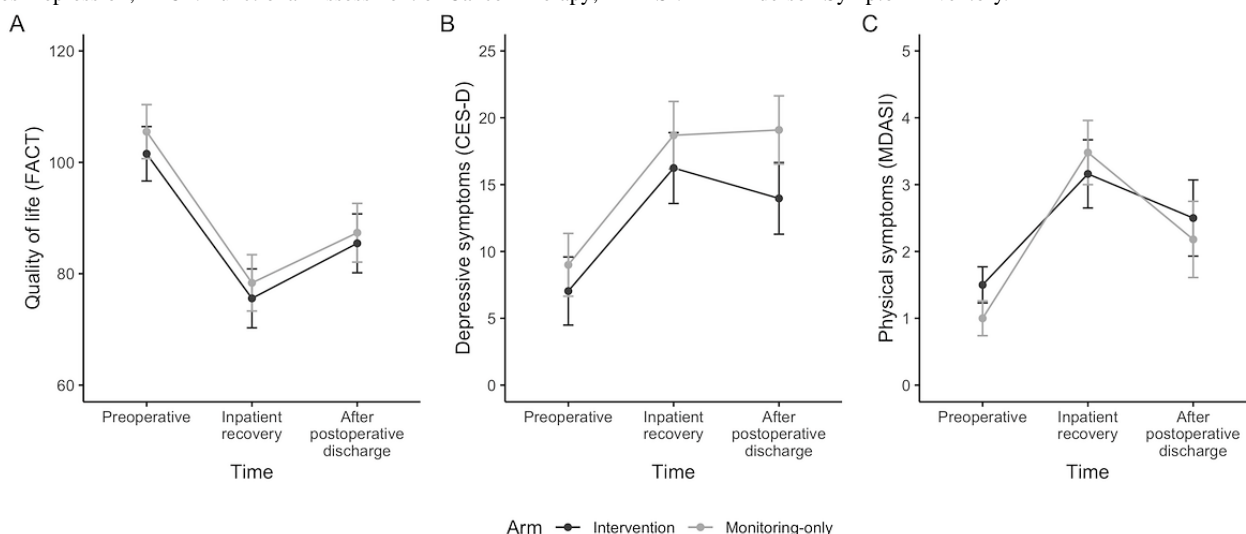 A
B
C
120
100
80
60
Quality of life (FACT)
Preoperative
Inpatient
recovery
After
postoperative
discharge
Time
25
20
15
10
5
0
Depressive symptoms (CES-D)
Preoperative
Inpatient
recovery
After
postoperative
discharge
Time
5
4
3
2
1
0
Physical symptoms (MDASI)
Preoperative
Inpatient
recovery
After
postoperative
discharge
Time
Arm Intervention Monitoring-only